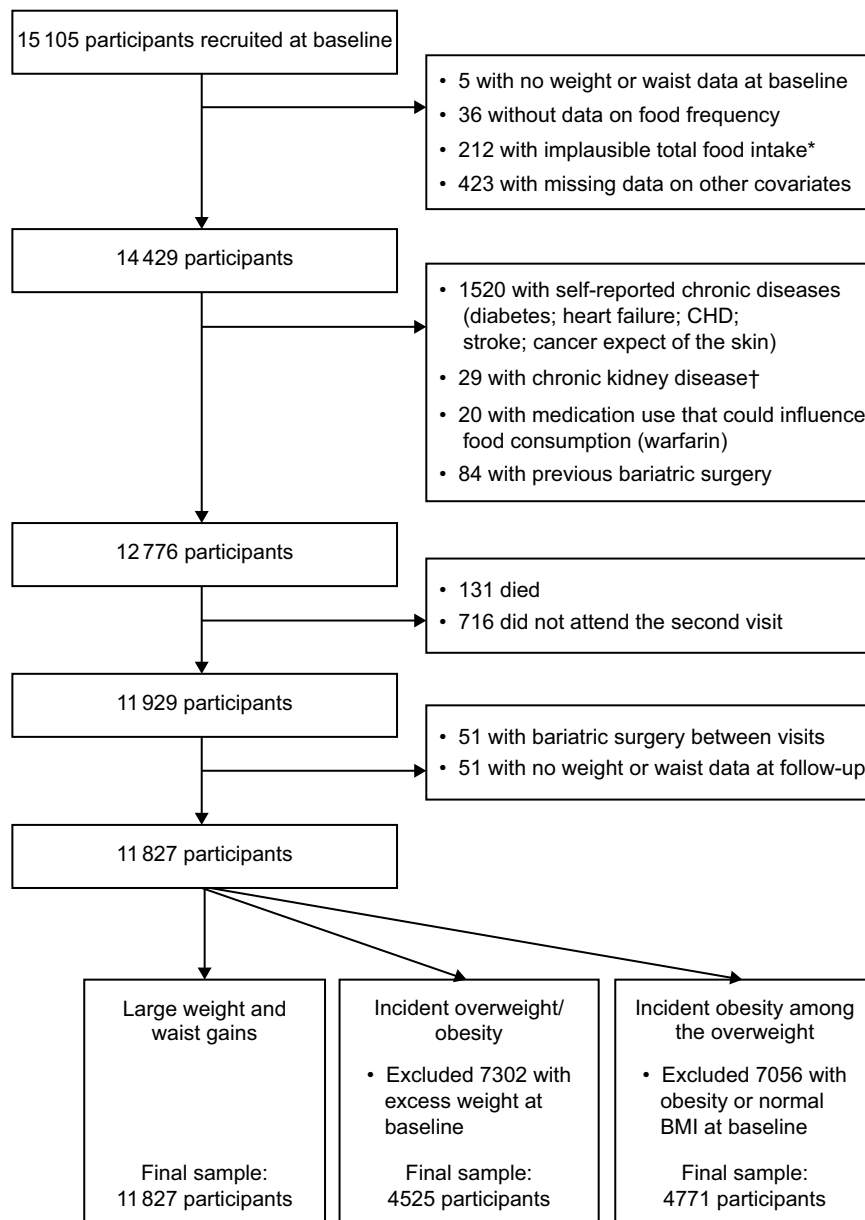 15 105 participants recruited at baseline
• 5 with no weight or waist data at baseline
• 36 without data on food frequency
• 212 with implausible total food intake*
• 423 with missing data on other covariates
14 429 participants
• 1520 with self-reported chronic diseases
(diabetes; heart failure; CHD;
stroke; cancer expect of the skin)
• 29 with chronic kidney disease†
• 20 with medication use that could influence
food consumption (warfarin)
• 84 with previous bariatric surgery
12 776 participants
• 131 died
• 716 did not attend the second visit
11 929 participants
• 51 with bariatric surgery between visits
• 51 with no weight or waist data at follow-up
11 827 participants
Large weight and
waist gains
Final sample:
11 827 participants
Incident overweight/
obesity
• Excluded 7302 with
excess weight at
baseline
Final sample:
4525 participants
Incident obesity among
the overweight
• Excluded 7056 with
obesity or normal
BMI at baseline
Final sample:
4771 participants